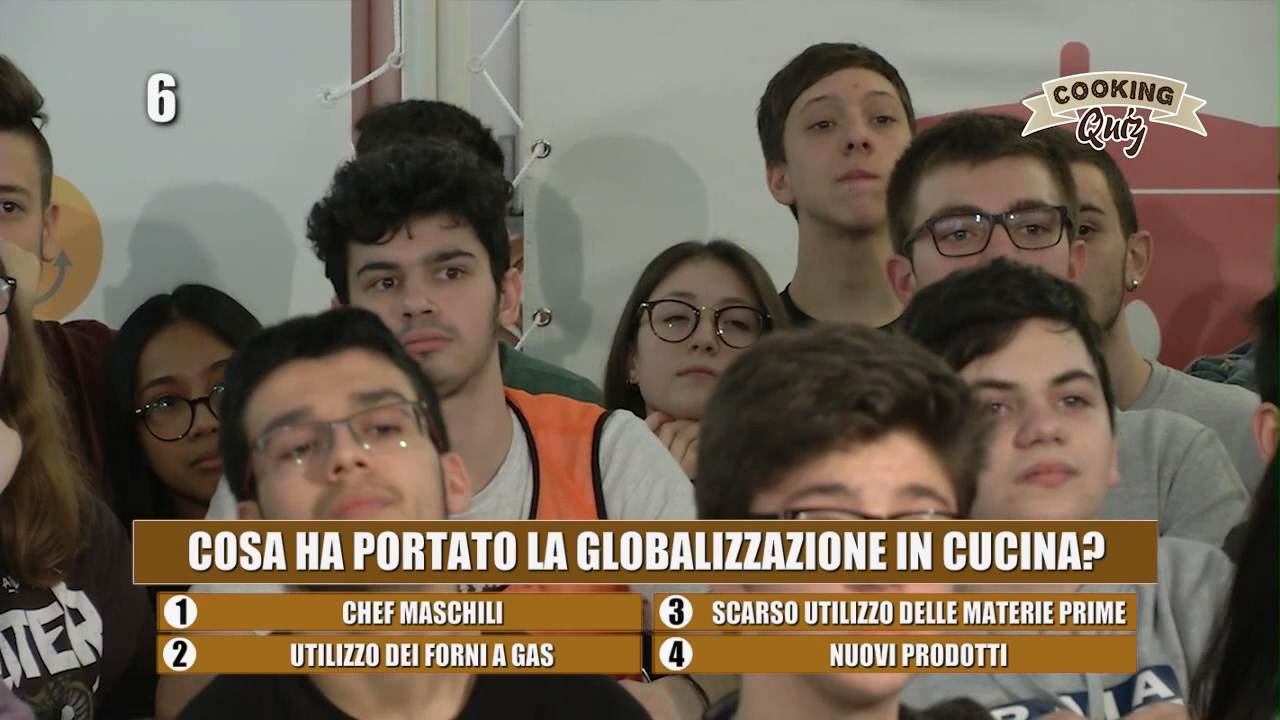 6
COOKING
Quiz
COSA HA PORTATO LA GLOBALIZZAZIONE IN CUCINA?
1 CHEF MASCHILI
2 UTILIZZO DEI FORNI A GAS
3 SCARSO UTILIZZO DELLE MATERIE PRIME
4 NUOVI PRODOTTI